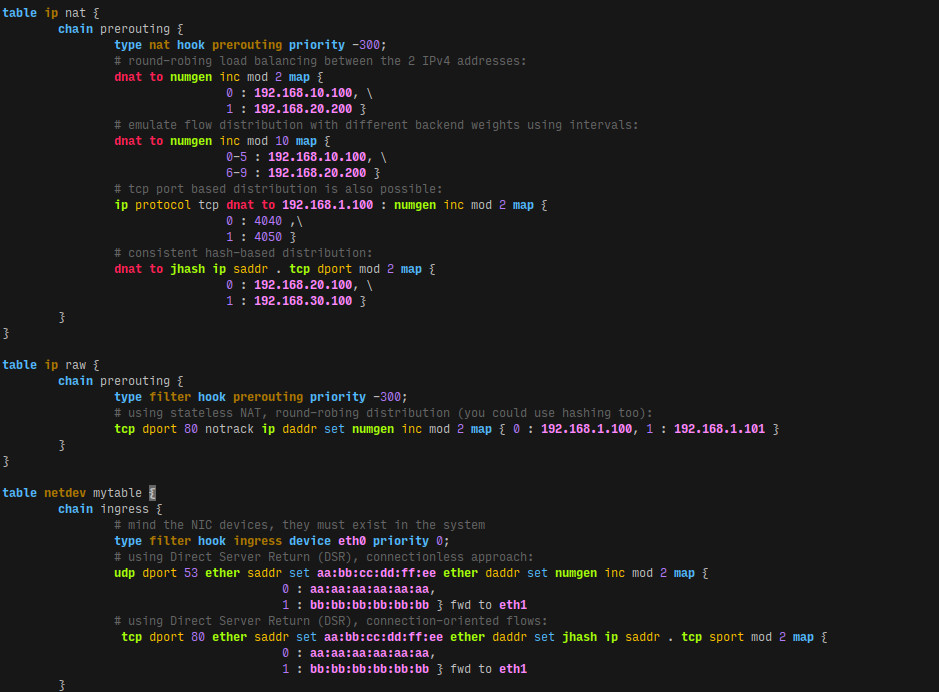 table ip nat {
chain prerouting {
type nat hook prerouting priority -300;
# round-robing load balancing between the 2 IPv4 addresses:
dnat to numgen inc mod 2 map {
0 : 192.168.10.100, \
1 : 192.168.20.200 }
# emulate flow distribution with different backend weights using intervals:
dnat to numgen inc mod 10 map {
0-5 : 192.168.10.100, \
6-9 : 192.168.20.200 }
# tcp port based distribution is also possible:
ip protocol tcp dnat to 192.168.1.100 : numgen inc mod 2 map {
0 : 4040 ,\
1 : 4050 }
# consistent hash-based distribution:
dnat to jhash ip saddr . tcp dport mod 2 map {
0 : 192.168.20.100, \
1 : 192.168.30.100 }
}
}
table ip raw {
chain prerouting {
type filter hook prerouting priority -300;
# using stateless NAT, round-robing distribution (you could use hashing too):
tcp dport 80 notrack ip daddr set numgen inc mod 2 map { 0 : 192.168.1.100, 1 : 192.168.1.101 }
}
}
table netdev mytable {
chain ingress {
# mind the NIC devices, they must exist in the system
type filter hook ingress device eth0 priority 0;
# using Direct Server Return (DSR), connectionless approach:
udp dport 53 ether saddr set aa:bb:cc:dd:ff:ee ether daddr set numgen inc mod 2 map {
0 : aa:aa:aa:aa:aa:aa,
1 : bb:bb:bb:bb:bb:bb } fwd to eth1
# using Direct Server Return (DSR), connection-oriented flows:
tcp dport 80 ether saddr set aa:bb:cc:dd:ff:ee ether daddr set jhash ip saddr . tcp sport mod 2 map {
0 : aa:aa:aa:aa:aa:aa,
1 : bb:bb:bb:bb:bb:bb } fwd to eth1
}